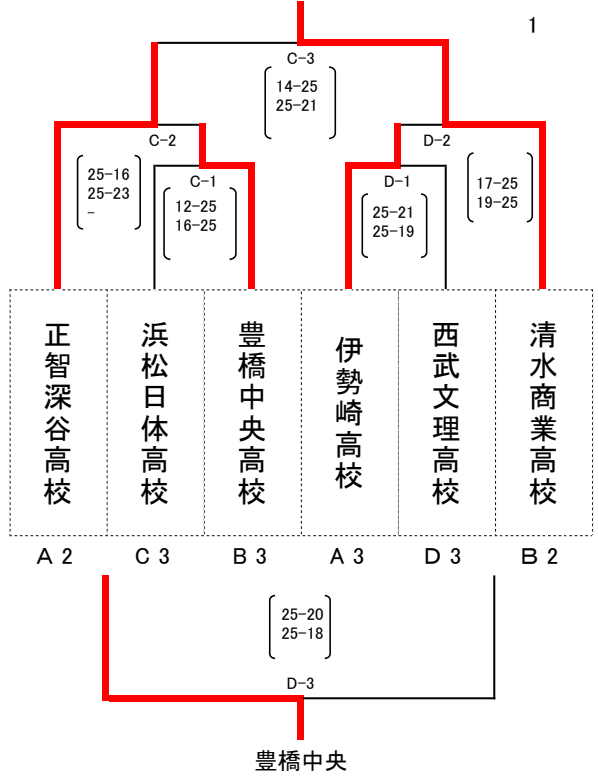 1
C-3
14-25
25-21
C-2
D-2
25-16
25-23
-
C-1
12-25
16-25
D-1
25-21
25-19
17-25
19-25
正智深谷高校
浜松日体高校
豊橋中央高校
伊勢崎高校
西武文理高校
清水商業高校
A 2
C 3
B 3
A 3
D 3
B 2
25-20
25-18
D-3
豊橋中央